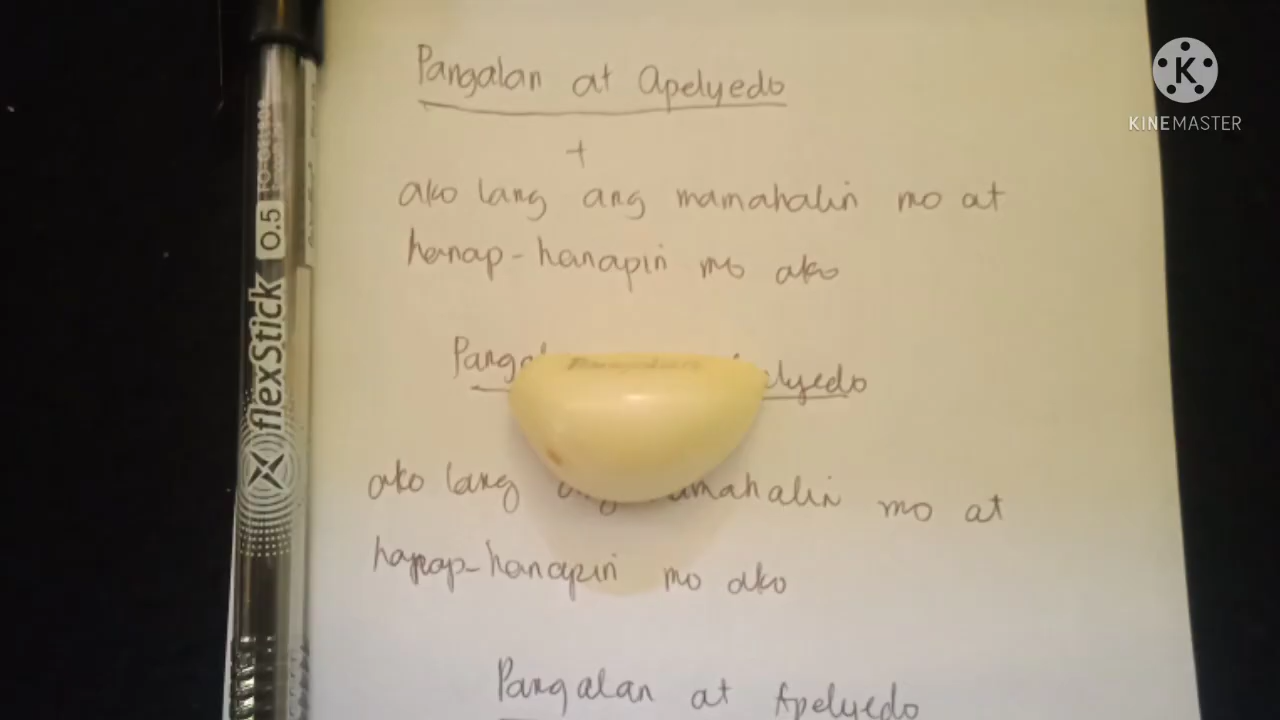 Pangalan at Apelyedo
+
ako lang ang mamahalin mo at
hanap-hanapin mo ako
Apelyedo
ako lang mo at
hanap-hanapin mo ako
Pangalan at Apelyedo
flexStick 0.5
K
KINEMASTER